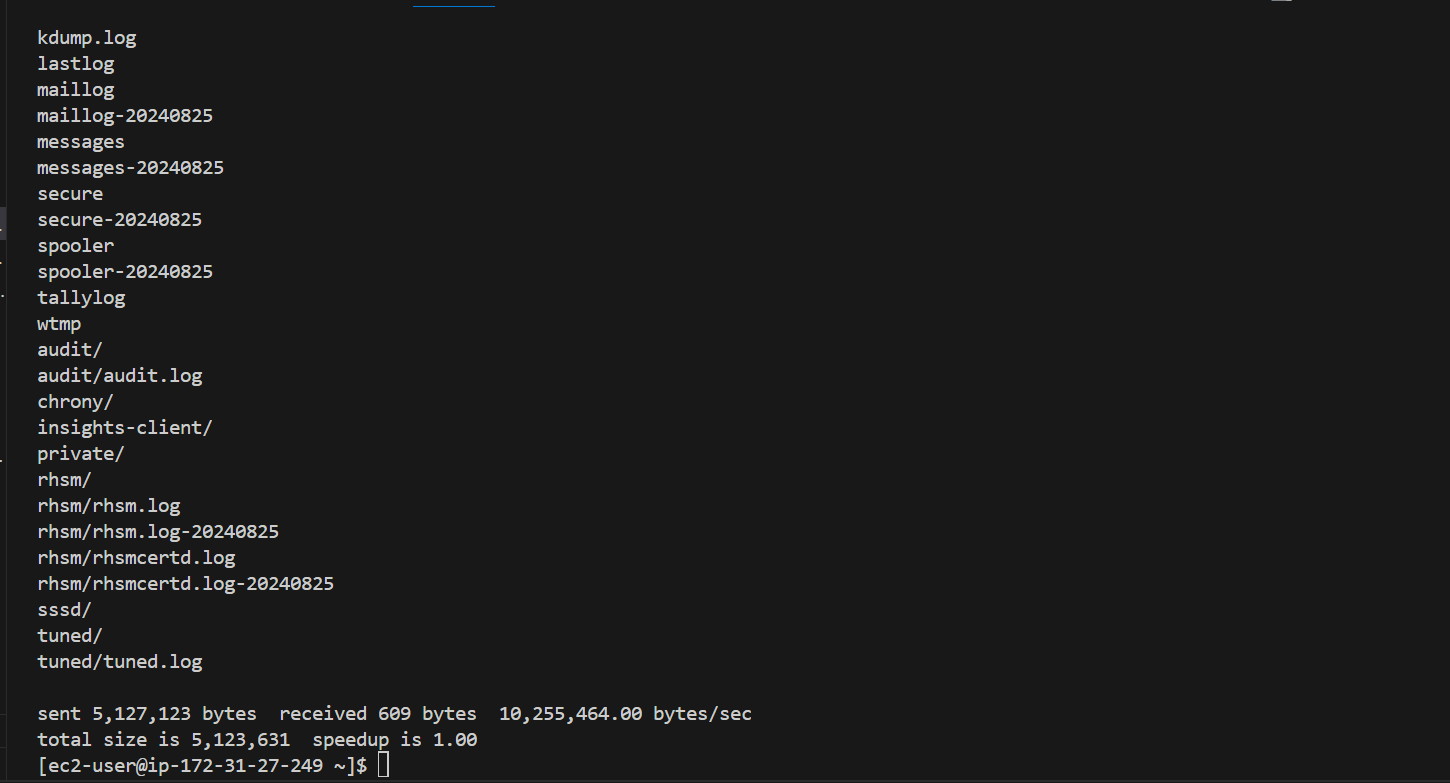 kdump.log
lastlog
maillog
maillog-20240825
messages
messages-20240825
secure
secure-20240825
spooler
spooler-20240825
tallylog
wtmp
audit/
audit/audit.log
chrony/
insights-client/
private/
rhsm/
rhsm/rhsm.log
rhsm/rhsm.log-20240825
rhsm/rhsmcertd.log
rhsm/rhsmcertd.log-20240825
sssd/
tuned/
tuned/tuned.log
sent 5,127,123 bytes  received 609 bytes  10,255,464.00 bytes/sec
total size is 5,123,631  speedup is 1.00
[ec2-user@ip-172-31-27-249 ~]$